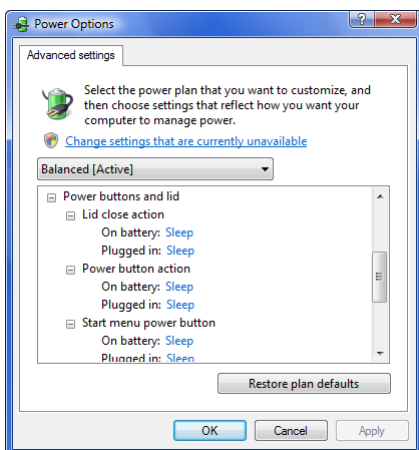 Power Options
Advanced settings
Select the power plan that you want to customize, and
then choose settings that reflect how you want your
computer to manage power.
Change settings that are currently unavailable
Balanced [Active]
Power buttons and lid
Lid close action
On battery: Sleep
Plugged in: Sleep
Power button action
On battery: Sleep
Plugged in: Sleep
Start menu power button
On battery: Sleep
Plugged in: Sleep
Restore plan defaults
OK Cancel Apply